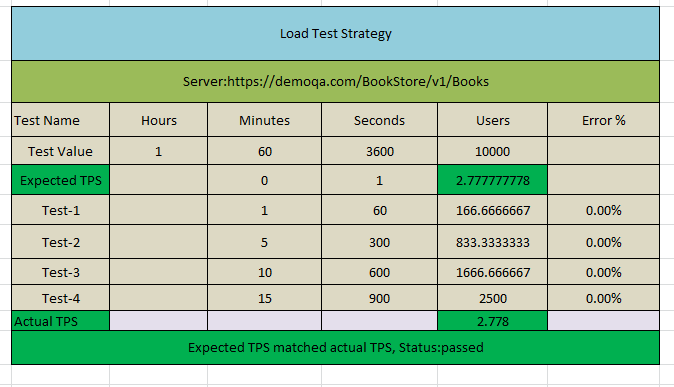 Load Test Strategy
Server:https://demoqa.com/BookStore/v1/Books
Test Name Hours Minutes Seconds Users Error %
Test Value 1 60 3600 10000
Expected TPS 0 1 2.777777778
Test-1 1 60 166.6666667 0.00%
Test-2 5 300 833.3333333 0.00%
Test-3 10 600 1666.666667 0.00%
Test-4 15 900 2500 0.00%
Actual TPS 2.778
Expected TPS matched actual TPS, Status:passed